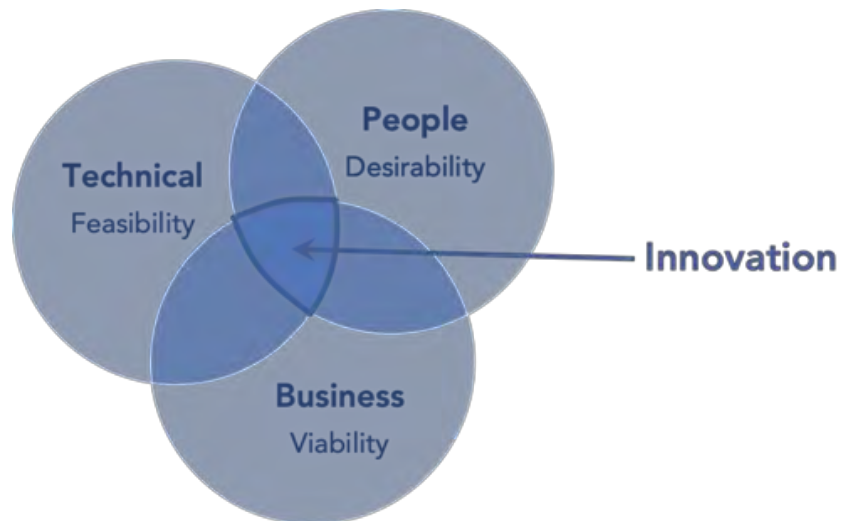 People
Desirability
Technical
Feasibility
Innovation
Business
Viability